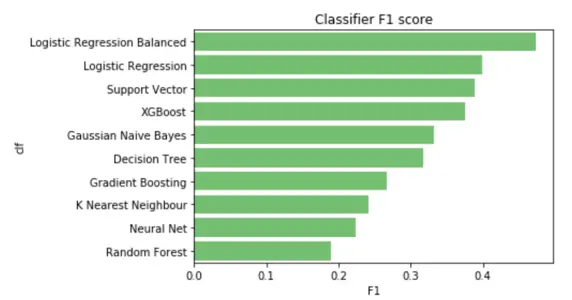 Classifier F1 score
Logistic Regression Balanced
Logistic Regression
Support Vector
XGBoost
Gaussian Naive Bayes
Decision Tree
Gradient Boosting
K Nearest Neighbour
Neural Net
Random Forest
clf
0.0 0.1 0.2 0.3 0.4
F1